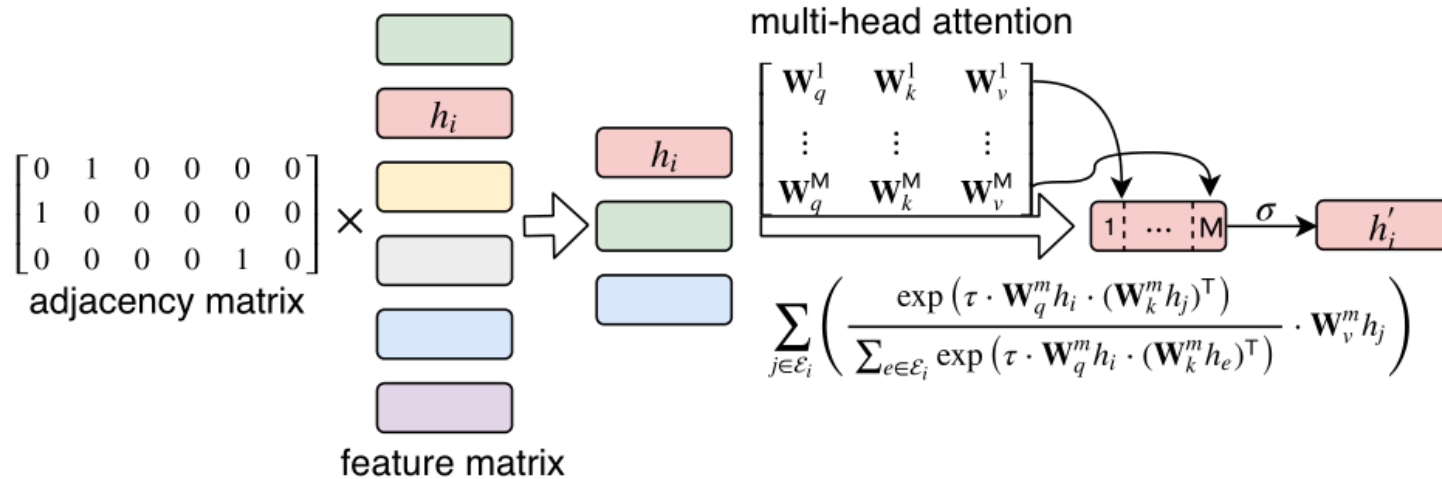 multi-head attention
h_i
h_i
W_q^1 W_k^1 W_v^1
⋮ ⋮ ⋮
W_q^M W_k^M W_v^M
0 1 0 0 0 0
1 0 0 0 0 0
0 0 0 0 1 0
×
adjacency matrix
1 ... M
σ
h_i'
∑_{j∈ℰ_i} ( exp (τ · W_q^m h_i · (W_k^m h_j)^⊤) / ∑_{e∈ℰ_i} exp (τ · W_q^m h_i · (W_k^m h_e)^⊤) · W_v^m h_j )
feature matrix